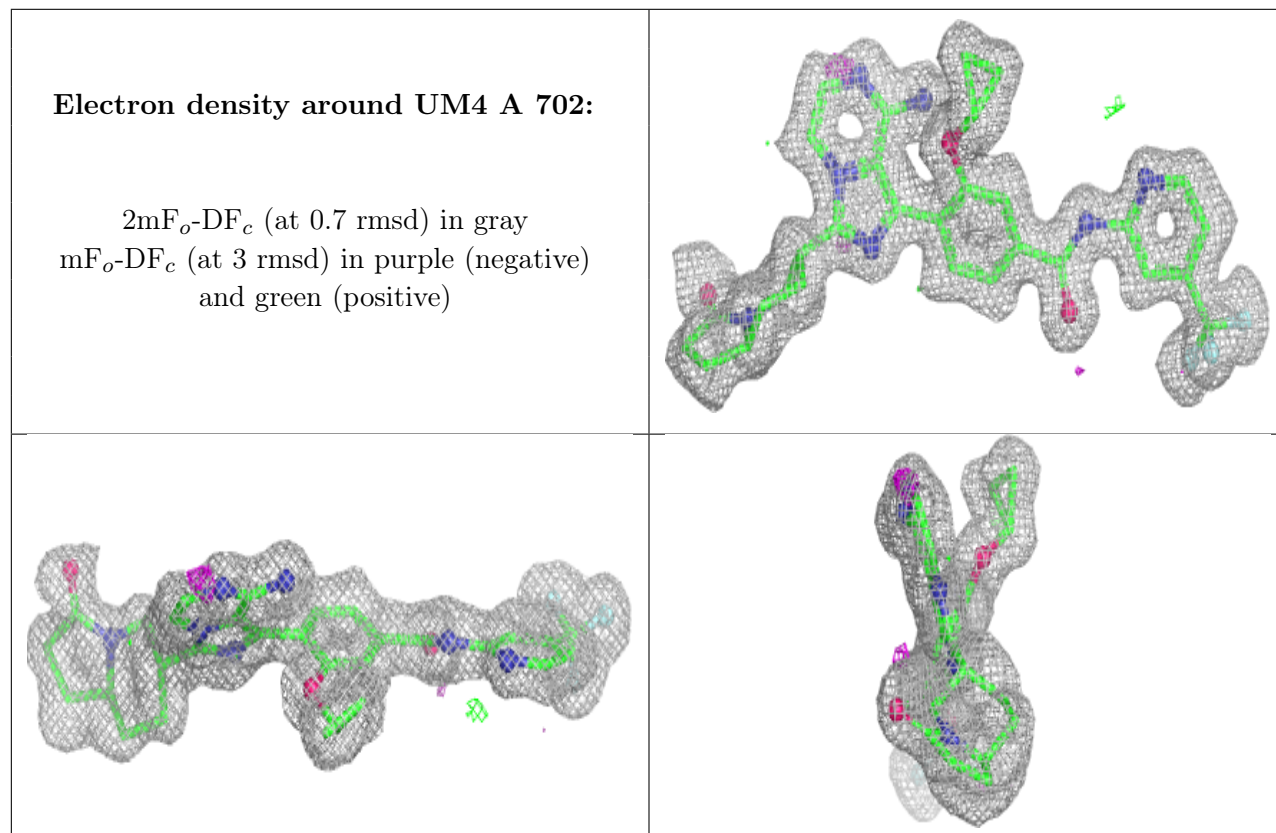 Electron density around UM4 A 702:
2mFo-DFc (at 0.7 rmsd) in gray
mFo-DFc (at 3 rmsd) in purple (negative)
and green (positive)